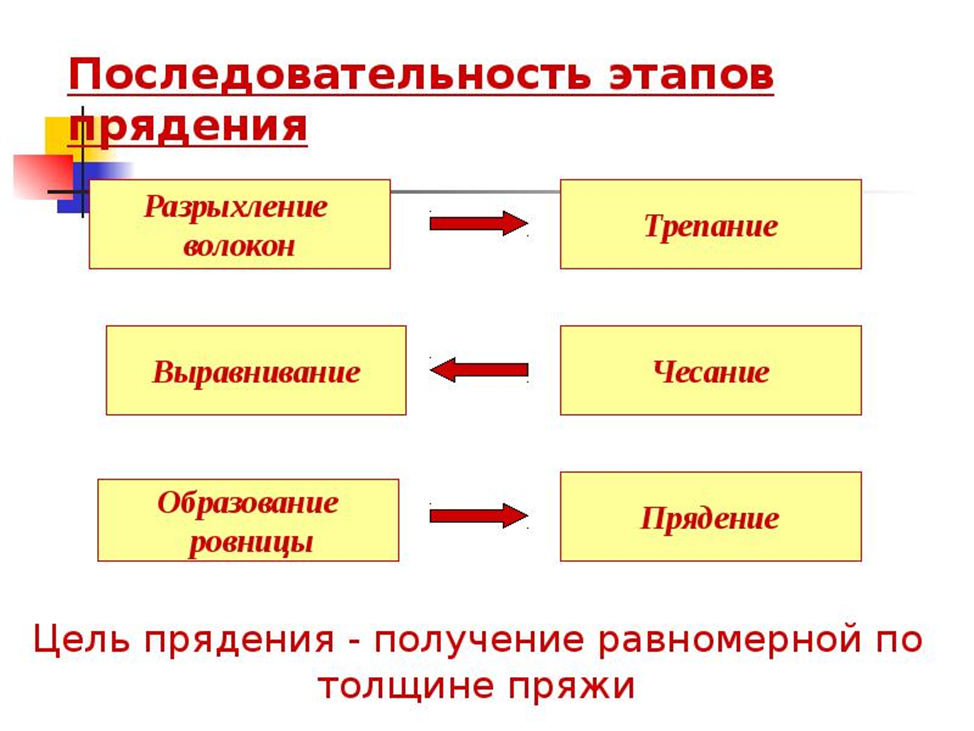 Последовательность этапов
прядения
Разрыхление
волокон
Трепание
Выравнивание
Чесание
Образование
ровницы
Прядение
Цель прядения - получение равномерной по
толщине пряжи